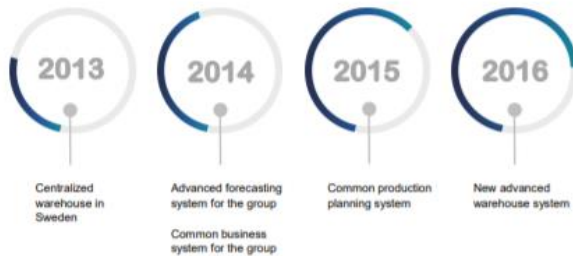 2013
2014
2015
2016
Centralized
warehouse in
Sweden
Advanced forecasting
system for the group
Common business
system for the group
Common production
planning system
New advanced
warehouse system